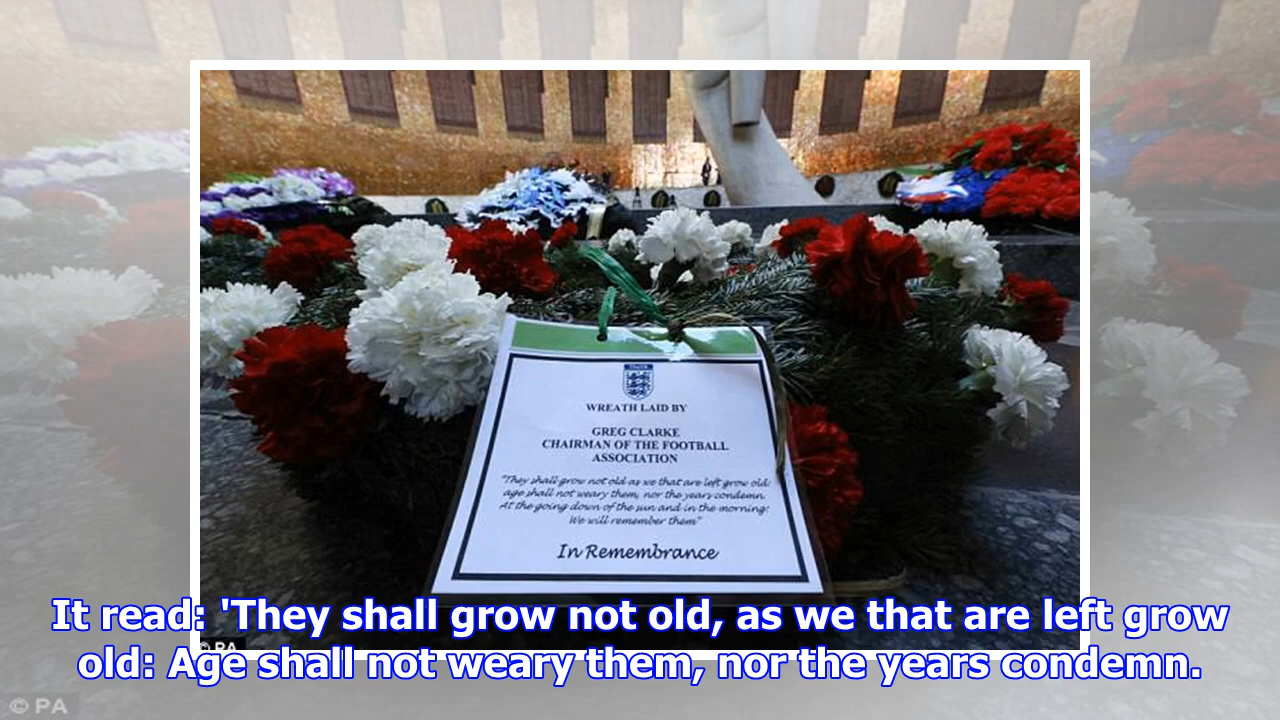 WREATH LAID BY
GREG CLARKE
CHAIRMAN OF THE FOOTBALL
ASSOCIATION
"They shall grow not old as we that are left grow old:
age shall not weary them, nor the years condemn.
At the going down of the sun and in the morning:
We will remember them"
In Remembrance
It read: 'They shall grow not old, as we that are left grow
old: Age shall not weary them, nor the years condemn.
© PA
© PA